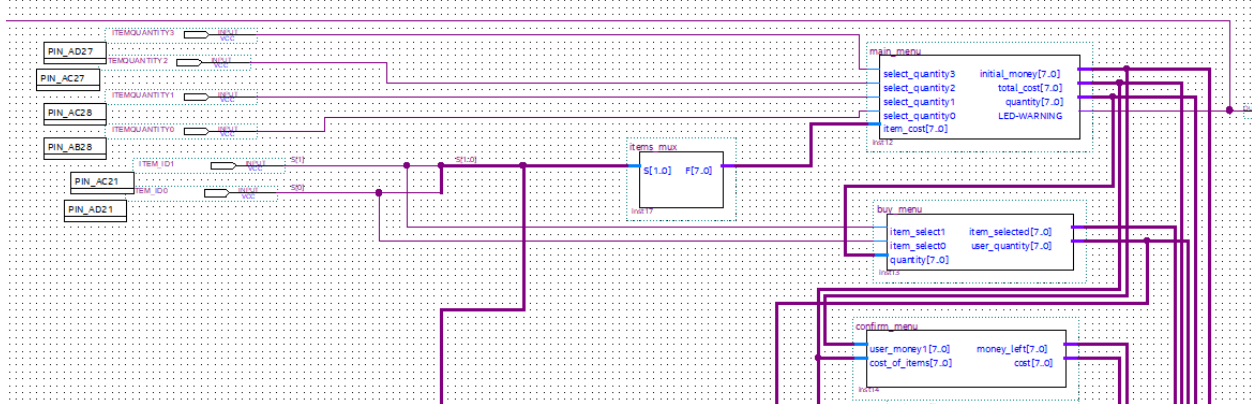 ITEMQUANTITY3 INPUT VCC
PIN_AD27
TEMQUANTITY2 INPUT VCC
PIN_AC27
ITEMQUANTITY1 INPUT VCC
PIN_AC28
ITEMQUANTITY0 INPUT VCC
PIN_AB28
ITEM_ID1 INPUT VCC S[1] S[1..0]
PIN_AC21
TEM_ID0 INPUT VCC S[0]
PIN_AD21
main_menu
select_quantity3 initial_money[7..0]
select_quantity2 total_cost[7..0]
select_quantity1 quantity[7..0]
select_quantity0 LED-WARNING
item_cost[7..0]
inst12
items_mux
S[1..0] F[7..0]
inst17
buy_menu
item_select1 item_selected[7..0]
item_select0 user_quantity[7..0]
quantity[7..0]
inst13
confirm_menu
user_money1[7..0] money_left[7..0]
cost_of_items[7..0] cost[7..0]
inst14